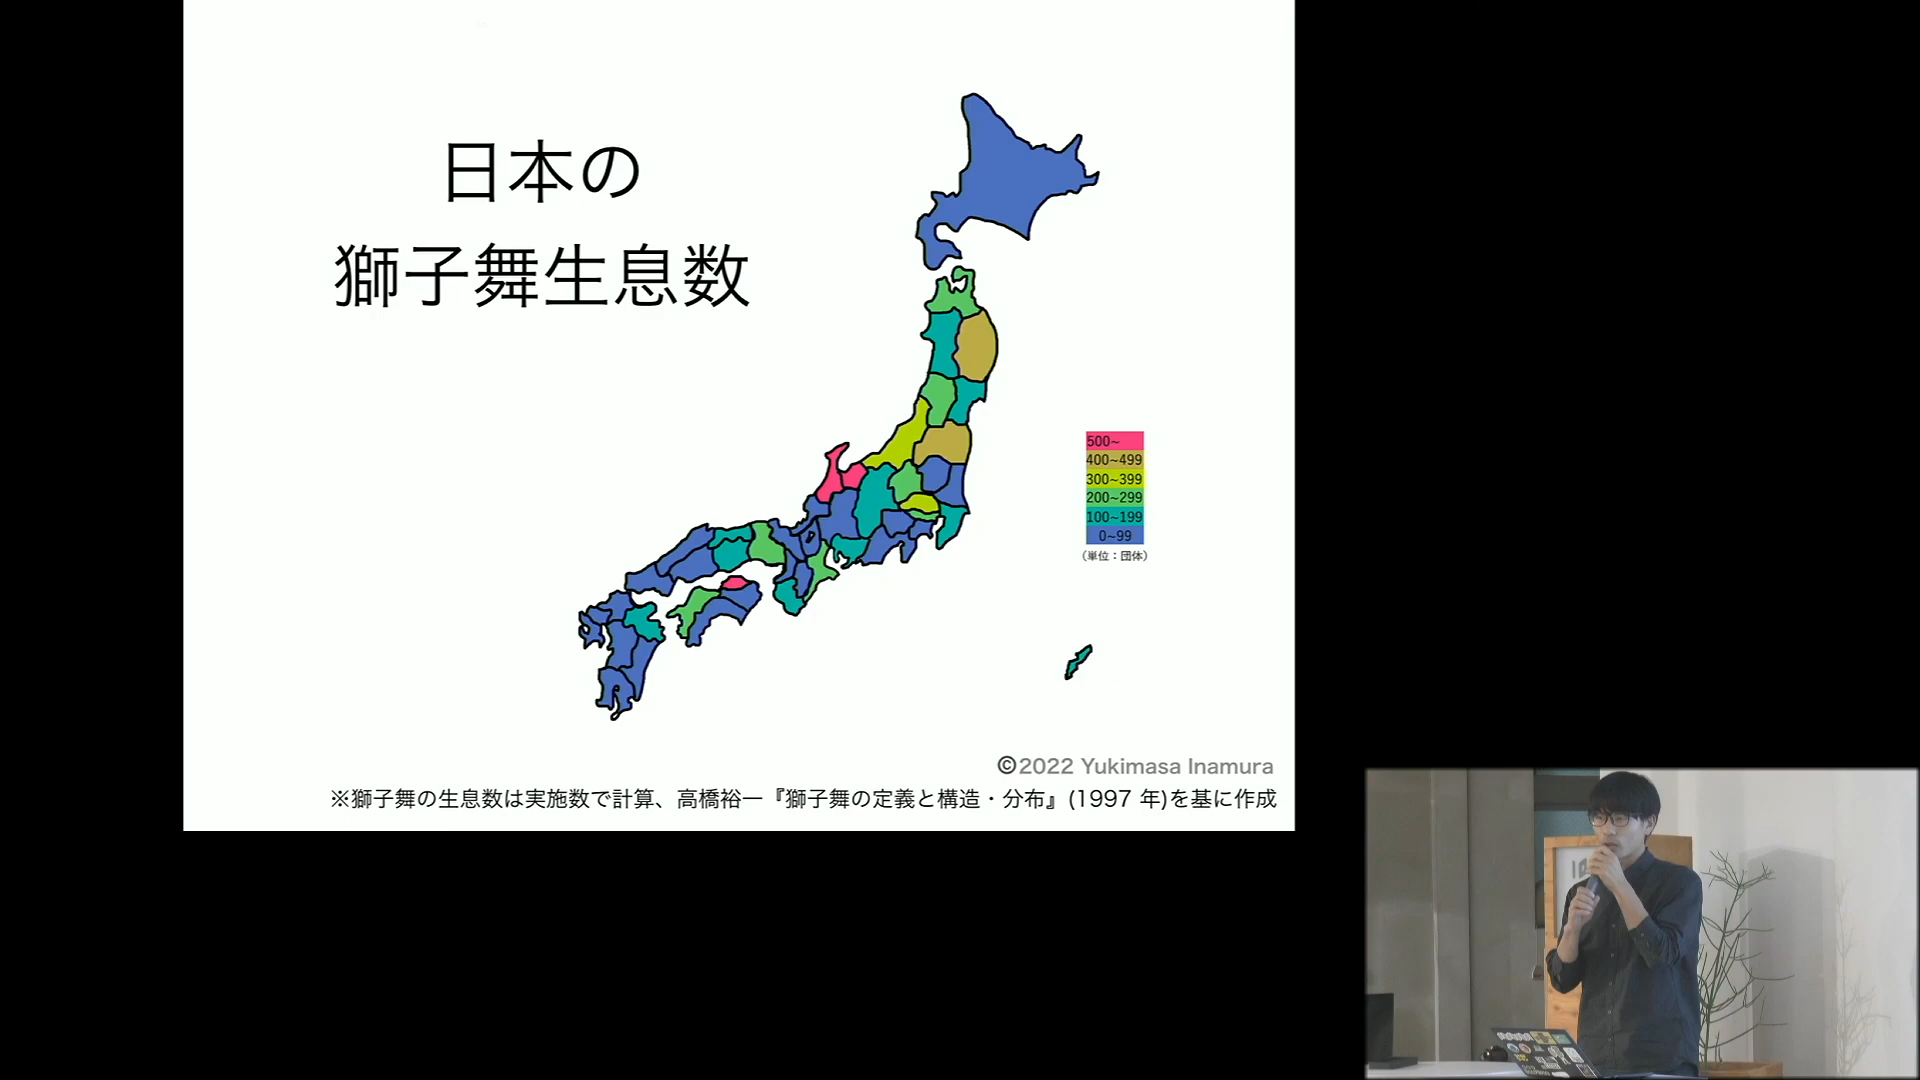 日本の
獅子舞生息数
500~
400~499
300~399
200~299
100~199
0~99
(単位：団体)
©2022 Yukimasa Inamura
※獅子舞の生息数は実施数で計算、高橋裕一『獅子舞の定義と構造・分布』(1997 年)を基に作成